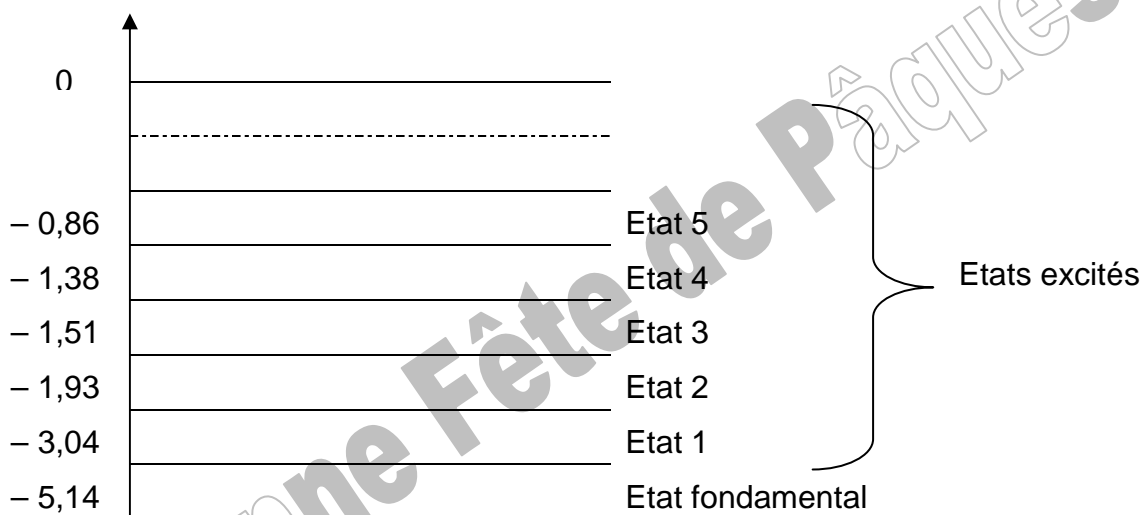 0
– 0,86 Etat 5
– 1,38 Etat 4
Etats excités
– 1,51 Etat 3
– 1,93 Etat 2
– 3,04 Etat 1
– 5,14 Etat fondamental
ne Fête de Pâques